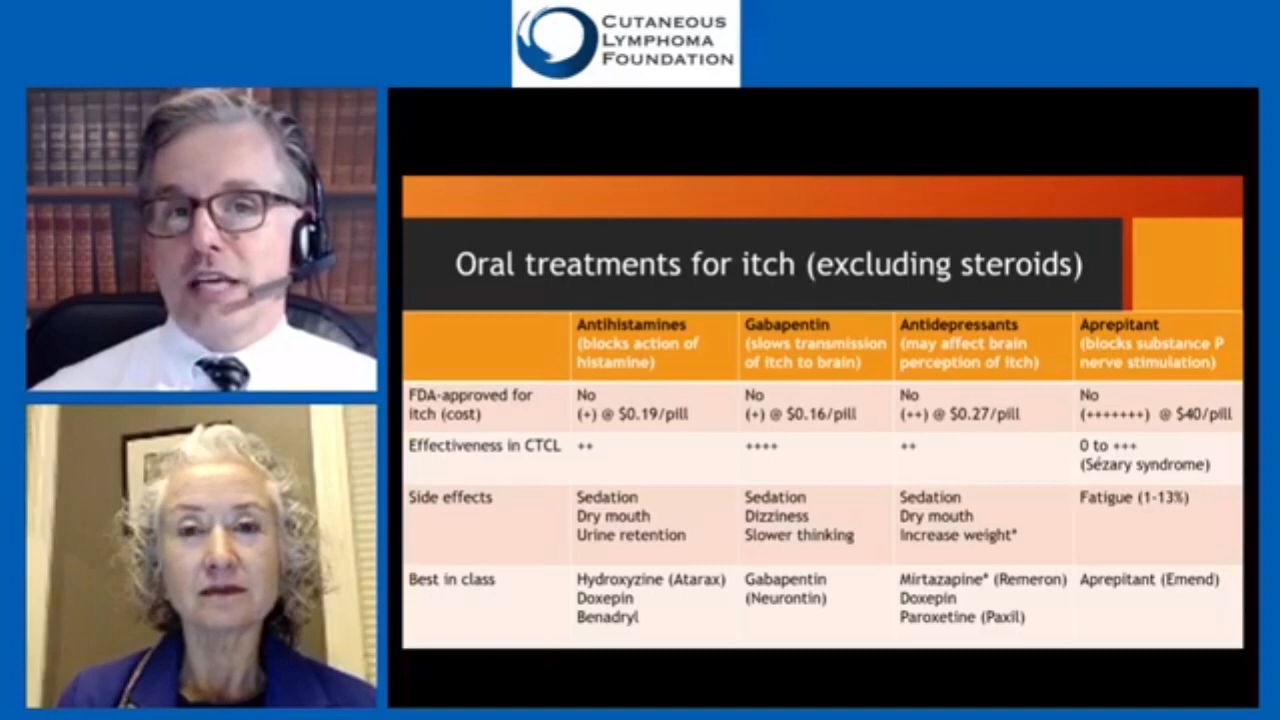 CUTANEOUS
LYMPHOMA
FOUNDATION
Oral treatments for itch (excluding steroids)
Antihistamines
(blocks action of
histamine)
Gabapentin
(slows transmission
of itch to brain)
Antidepressants
(may affect brain
perception of itch)
Aprepitant
(blocks substance P
nerve stimulation)
FDA-approved for
itch (cost)
No
(+) @ $0.19/pill
No
(+) @ $0.16/pill
No
(++) @ $0.27/pill
No
(+++++++) @ $40/pill
Effectiveness in CTCL
++
++++
++
0 to +++
(Sézary syndrome)
Side effects
Sedation
Dry mouth
Urine retention
Sedation
Dizziness
Slower thinking
Sedation
Dry mouth
Increase weight*
Fatigue (1-13%)
Best in class
Hydroxyzine (Atarax)
Doxepin
Benadryl
Gabapentin
(Neurontin)
Mirtazapine* (Remeron)
Doxepin
Paroxetine (Paxil)
Aprepitant (Emend)